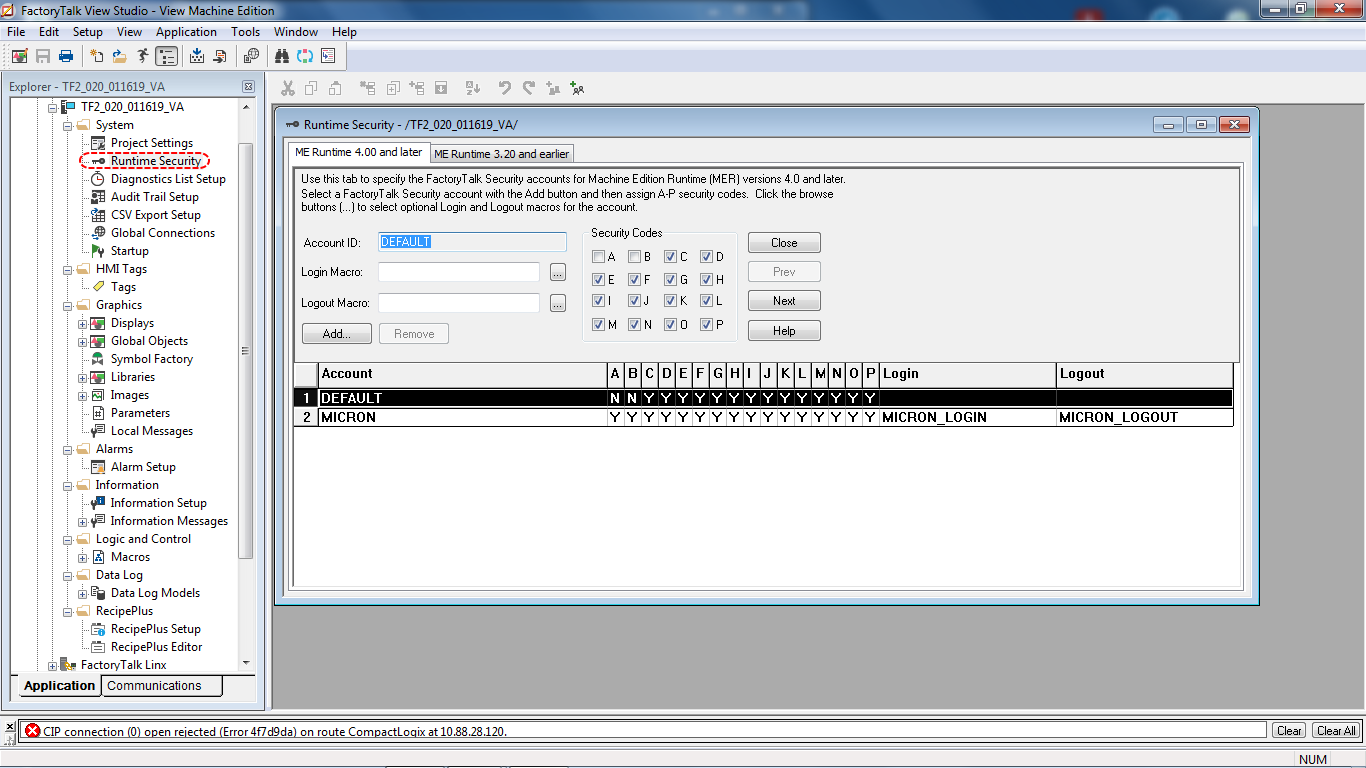 FactoryTalk View Studio - View Machine Edition
File Edit Setup View Application Tools Window Help
Explorer - TF2_020_011619_VA
TF2_020_011619_VA
System
Project Settings
Runtime Security
Diagnostics List Setup
Audit Trail Setup
CSV Export Setup
Global Connections
Startup
HMI Tags
Tags
Graphics
Displays
Global Objects
Symbol Factory
Libraries
Images
Parameters
Local Messages
Alarms
Alarm Setup
Information
Information Setup
Information Messages
Logic and Control
Macros
Data Log
Data Log Models
RecipePlus
RecipePlus Setup
RecipePlus Editor
FactoryTalk Linx
Application Communications
Runtime Security - /TF2_020_011619_VA/
ME Runtime 4.00 and later ME Runtime 3.20 and earlier
Use this tab to specify the FactoryTalk Security accounts for Machine Edition Runtime (MER) versions 4.0 and later.
Select a FactoryTalk Security account with the Add button and then assign A-P security codes. Click the browse
buttons (...) to select optional Login and Logout macros for the account.
Account ID: DEFAULT
Login Macro: ...
Logout Macro: ...
Add... Remove
Security Codes
A B C D
E F G H
I J K L
M N O P
Close
Prev
Next
Help
Account A B C D E F G H I J K L M N O P Login Logout
1 DEFAULT N N Y Y Y Y Y Y Y Y Y Y Y Y Y Y
2 MICRON Y Y Y Y Y Y Y Y Y Y Y Y Y Y Y Y MICRON_LOGIN MICRON_LOGOUT
CIP connection (0) open rejected (Error 4f7d9da) on route CompactLogix at 10.88.28.120.
Clear Clear All
NUM